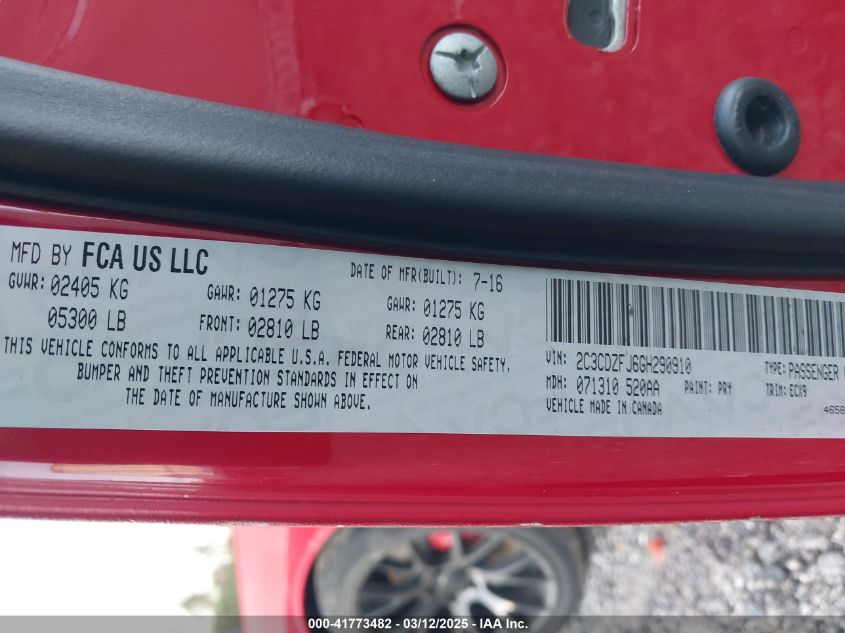 MFD BY FCA US LLC
DATE OF MFR(BUILT): 7-16
GVWR: 02405 KG
05300 LB
GAWR: 01275 KG
FRONT: 02810 LB
GAWR: 01275 KG
REAR: 02810 LB
THIS VEHICLE CONFORMS TO ALL APPLICABLE U.S.A. FEDERAL MOTOR VEHICLE SAFETY,
BUMPER AND THEFT PREVENTION STANDARDS IN EFFECT ON
THE DATE OF MANUFACTURE SHOWN ABOVE.
VIN: 2C3CDZFJ6GH290910
TYPE: PASSENGER
MDH: 071310 520AA PAINT: PRY
TRIM: ECX9
VEHICLE MADE IN CANADA
4658
000-41773482 - 03/12/2025 - IAA Inc.